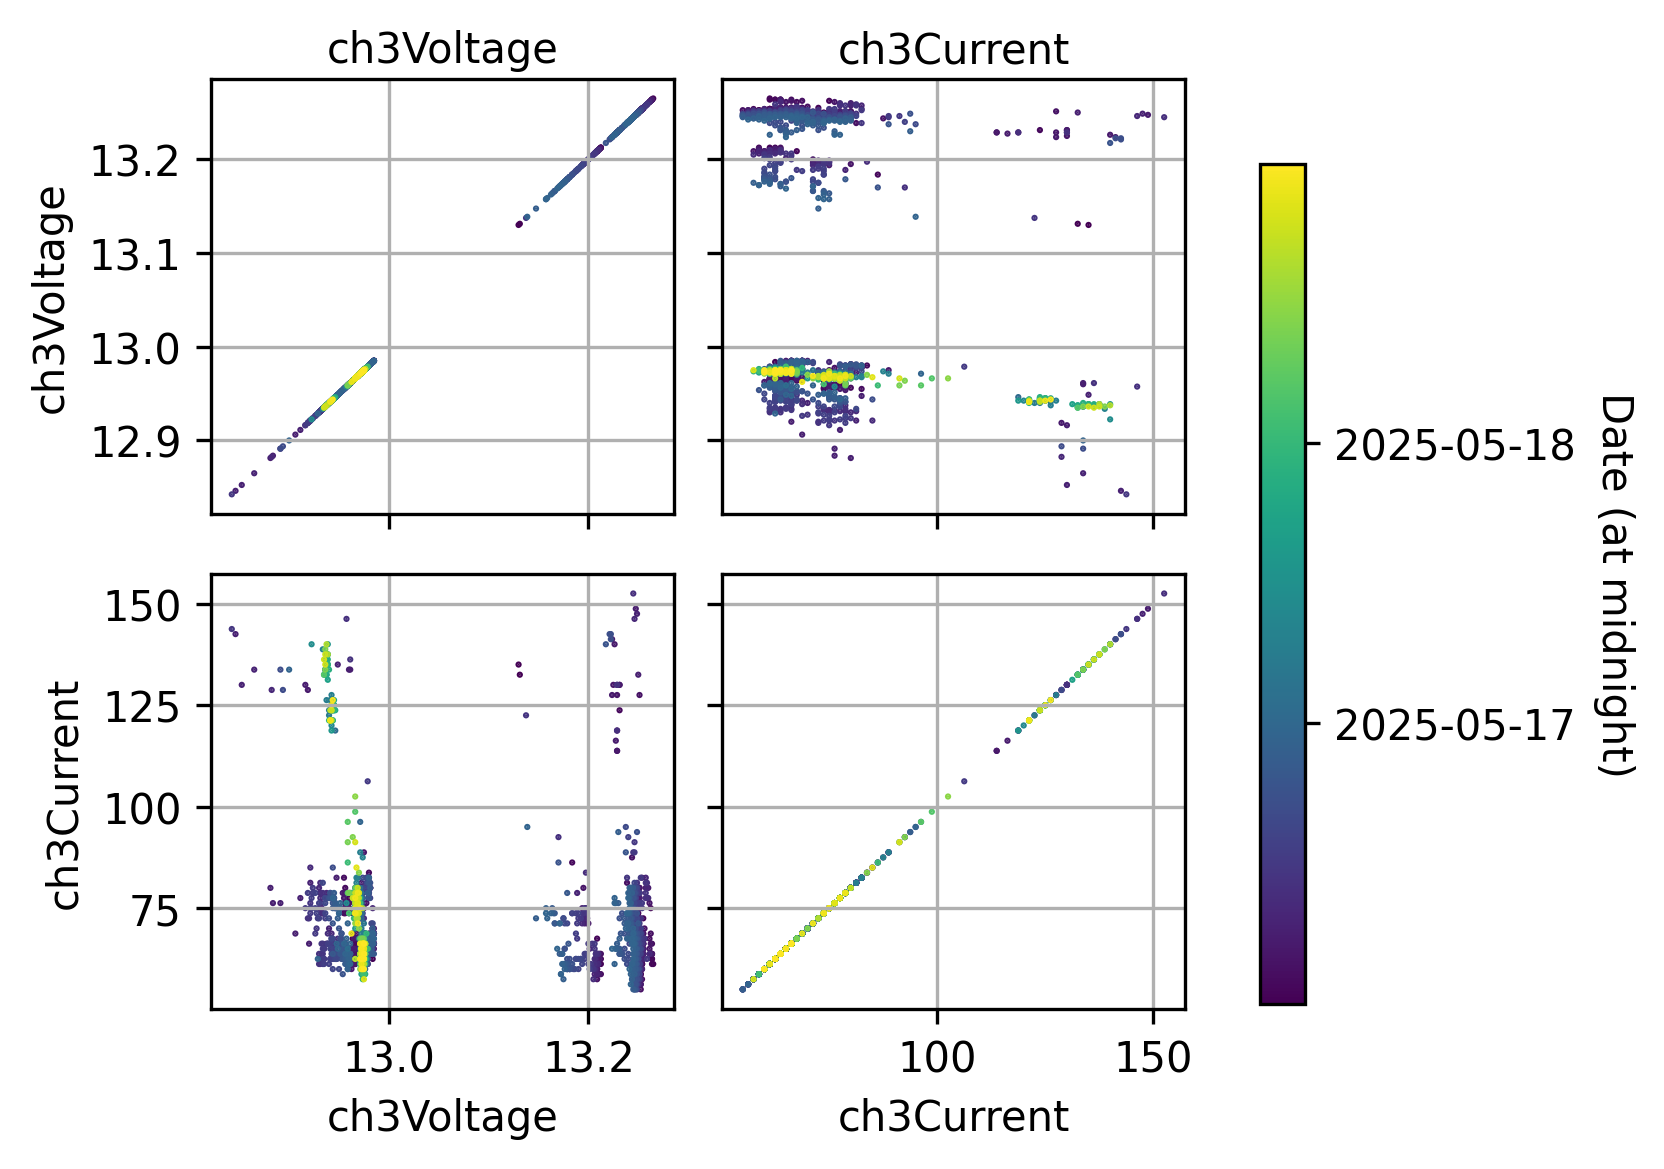 ch3Voltage
ch3Current
ch3Voltage
13.2
13.1
13.0
12.9
ch3Current
150
125
100
75
13.0
13.2
100
150
ch3Voltage
ch3Current
2025-05-18
2025-05-17
Date (at midnight)